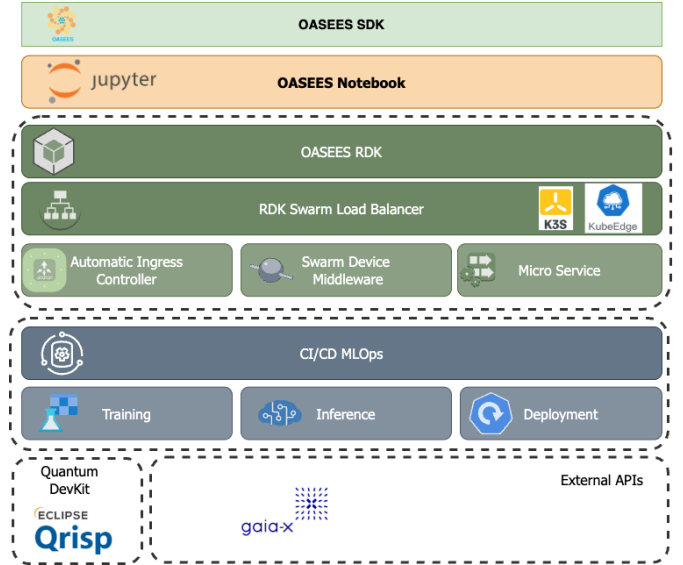 OASEES
OASEES SDK
jupyter
OASEES Notebook
OASEES RDK
RDK Swarm Load Balancer
K3S
KubeEdge
Automatic Ingress
Controller
Swarm Device
Middleware
Micro Service
CI/CD MLOps
Training
Inference
Deployment
Quantum
DevKit
ECLIPSE
Qrisp
External APIs
gaia-x